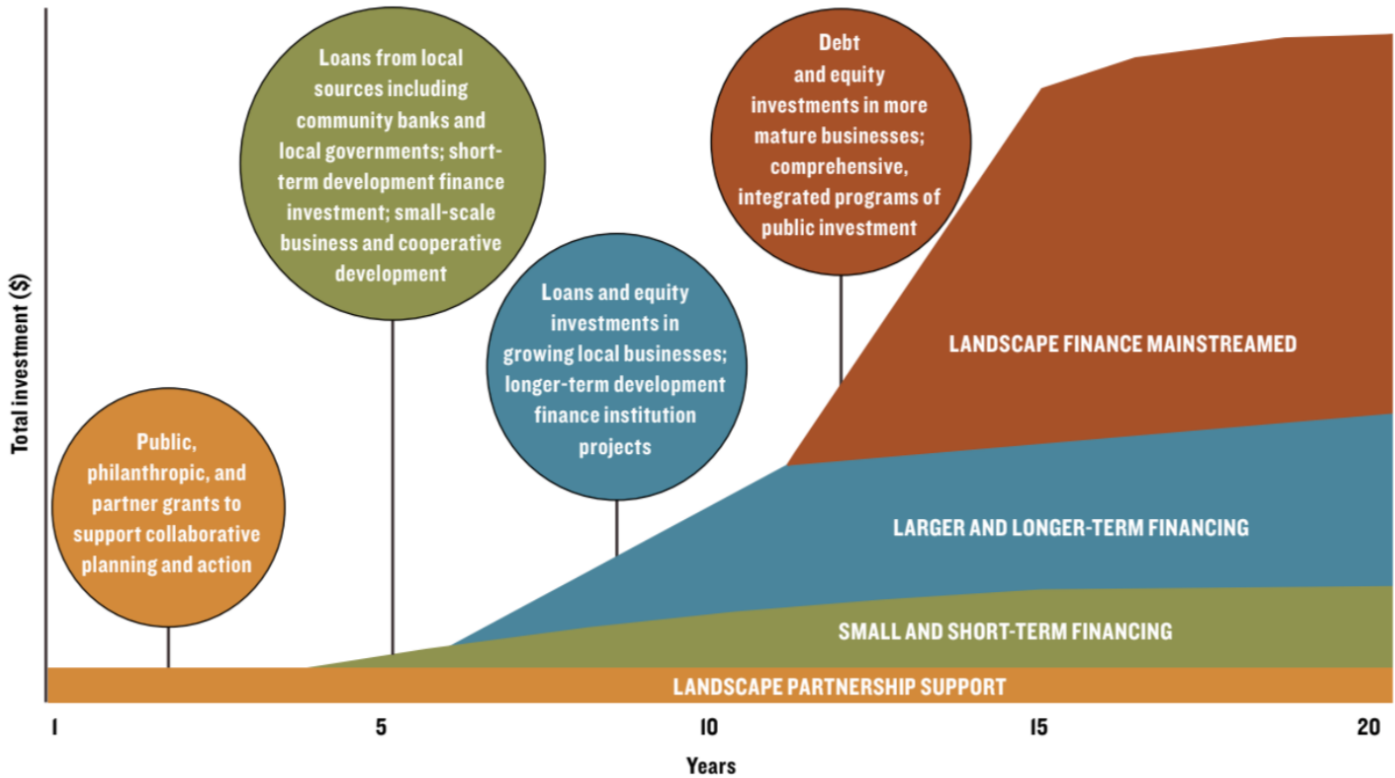 Total investment ($)
Public,
philanthropic, and
partner grants to
support collaborative
planning and action
Loans from local
sources including
community banks and
local governments; short-
term development finance
investment; small-scale
business and cooperative
development
Loans and equity
investments in
growing local businesses;
longer-term development
finance institution
projects
Debt
and equity
investments in more
mature businesses;
comprehensive,
integrated programs of
public investment
LANDSCAPE FINANCE MAINSTREAMED
LARGER AND LONGER-TERM FINANCING
SMALL AND SHORT-TERM FINANCING
LANDSCAPE PARTNERSHIP SUPPORT
1 5 10 15 20
Years